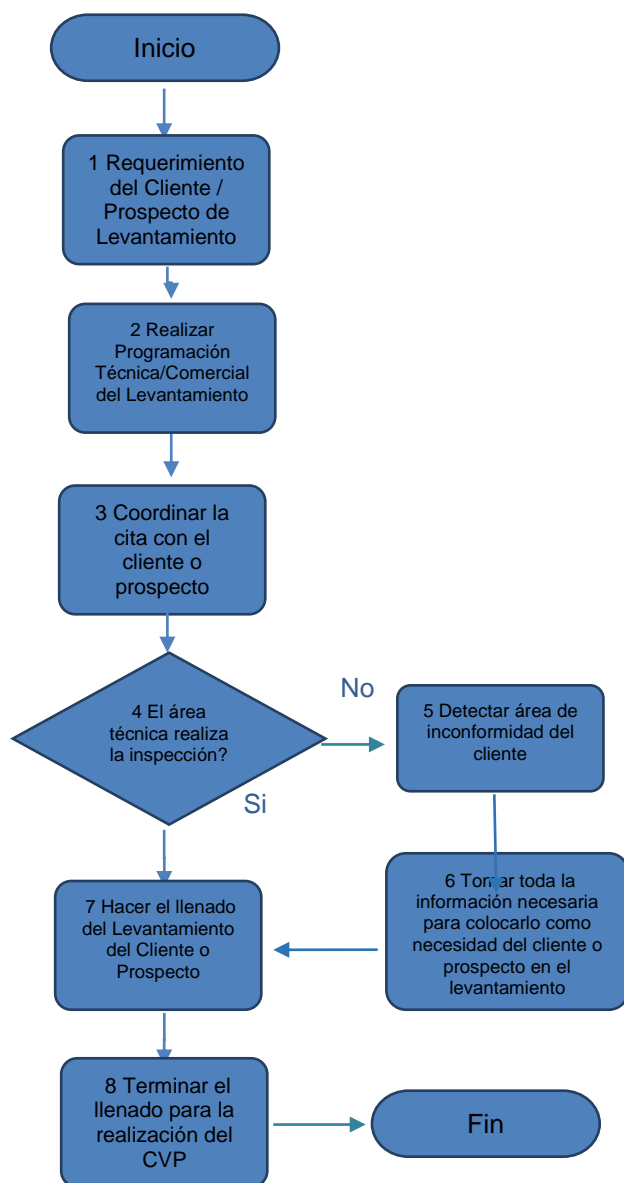 Inicio
1 Requerimiento
del Cliente /
Prospecto de
Levantamiento
2 Realizar
Programación
Técnica/Comercial
del Levantamiento
3 Coordinar la
cita con el
cliente o
prospecto
4 El área
técnica realiza
la inspección?
No
5 Detectar área de
inconformidad del
cliente
Si
6 Tomar toda la
información necesaria
para colocarlo como
necesidad del cliente o
prospecto en el
levantamiento
7 Hacer el llenado
del Levantamiento
del Cliente o
Prospecto
8 Terminar el
llenado para la
realización del
CVP
Fin